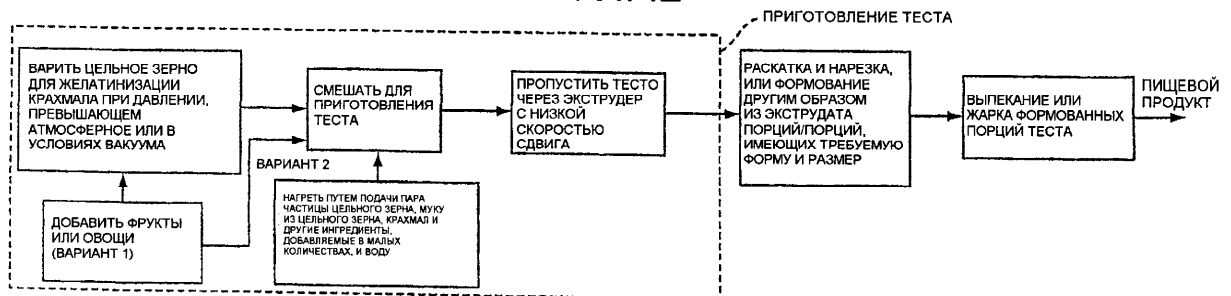 ПРИГОТОВЛЕНИЕ ТЕСТА
ВАРИТЬ ЦЕЛЬНОЕ ЗЕРНО
ДЛЯ ЖЕЛАТИНИЗАЦИИ
КРАХМАЛА ПРИ ДАВЛЕНИИ,
ПРЕВЫШАЮЩЕМ
АТМОСФЕРНОЕ ИЛИ В
УСЛОВИЯХ ВАКУУМА
СМЕШАТЬ ДЛЯ
ПРИГОТОВЛЕНИЯ
ТЕСТА
ПРОПУСТИТЬ ТЕСТО
ЧЕРЕЗ ЭКСТРУДЕР
С НИЗКОЙ
СКОРОСТЬЮ
СДВИГА
РАСКАТКА И НАРЕЗКА,
ИЛИ ФОРМОВАНИЕ
ДРУГИМ ОБРАЗОМ
ИЗ ЭКСТРУДАТА
ПОРЦИЙ/ПОРЦИЙ,
ИМЕЮЩИХ ТРЕБУЕМУЮ
ФОРМУ И РАЗМЕР
ВЫПЕКАНИЕ ИЛИ
ЖАРКА ФОРМОВАННЫХ
ПОРЦИЙ ТЕСТА
ПИЩЕВОЙ
ПРОДУКТ
ВАРИАНТ 2
ДОБАВИТЬ ФРУКТЫ
ИЛИ ОВОЩИ
(ВАРИАНТ 1)
НАГРЕТЬ ПУТЕМ ПОДАЧИ ПАРА
ЧАСТИЦЫ ЦЕЛЬНОГО ЗЕРНА, МУКУ
ИЗ ЦЕЛЬНОГО ЗЕРНА, КРАХМАЛ И
ДРУГИЕ ИНГРЕДИЕНТЫ,
ДОБАВЛЯЕМЫЕ В МАЛЫХ
КОЛИЧЕСТВАХ, И ВОДУ